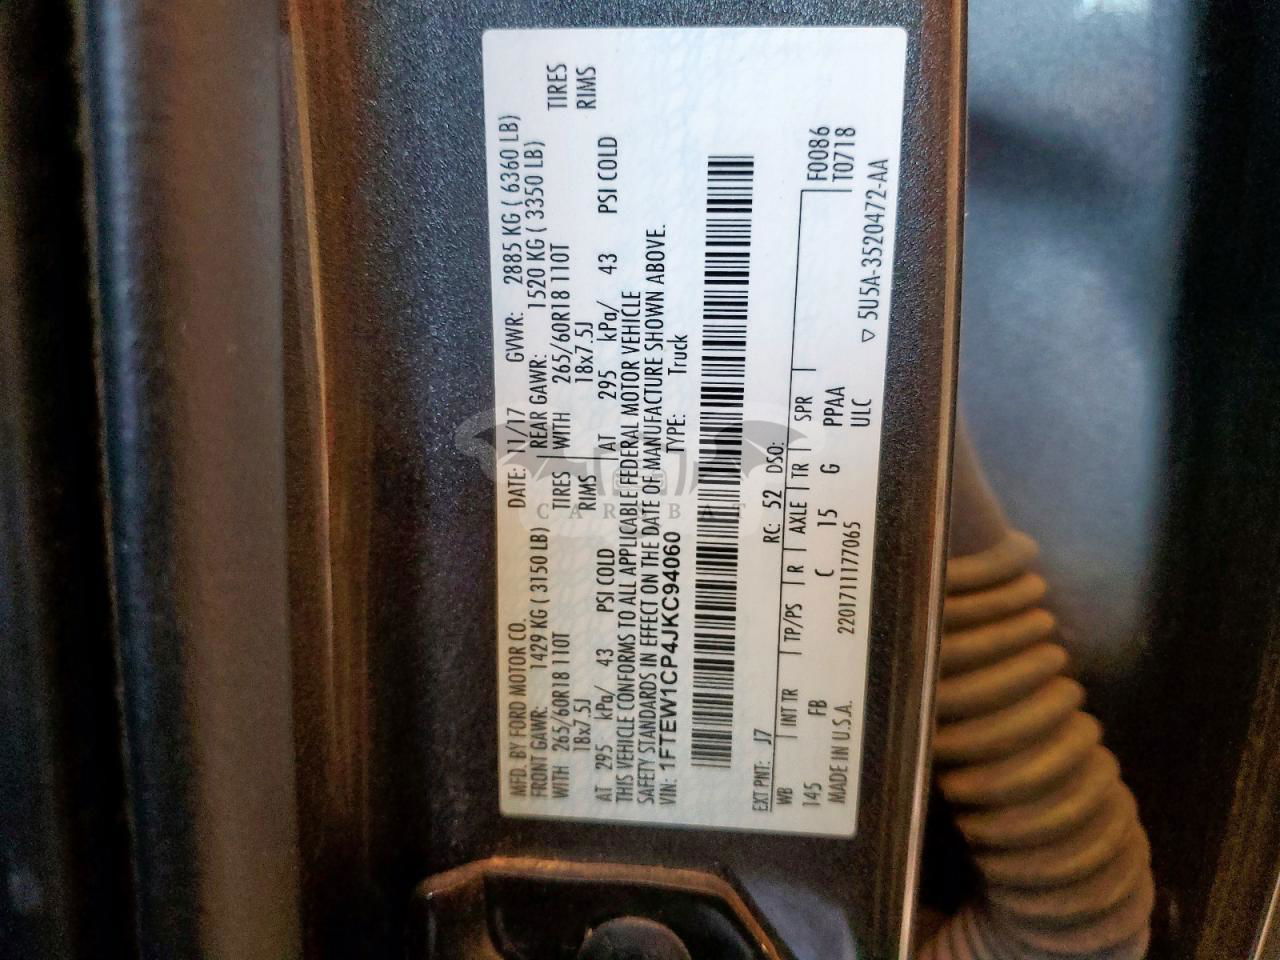 MFD. BY FORD MOTOR CO. DATE: 11/17 GVWR: 2885 KG ( 6360 LB)
FRONT GAWR: 1429 KG ( 3150 LB) REAR GAWR: 1520 KG ( 3350 LB)
WITH 265/60R18 110T TIRES WITH 265/60R18 110T TIRES
18x7.5J RIMS 18x7.5J RIMS
AT 295 kPa/ 43 PSI COLD AT 295 kPa/ 43 PSI COLD
THIS VEHICLE CONFORMS TO ALL APPLICABLE FEDERAL MOTOR VEHICLE
SAFETY STANDARDS IN EFFECT ON THE DATE OF MANUFACTURE SHOWN ABOVE.
VIN: 1FTEW1CP4JKC94060 TYPE: Truck
EXT PNT: J7 RC: 52 DSO:
WB INT TR TP/PS R AXLE TR SPR F0086
145 FB C 15 G PPAA T0718
MADE IN U.S.A. 22017111177065 ULC
▽ 5U5A-3520472-AA
CAR BAT